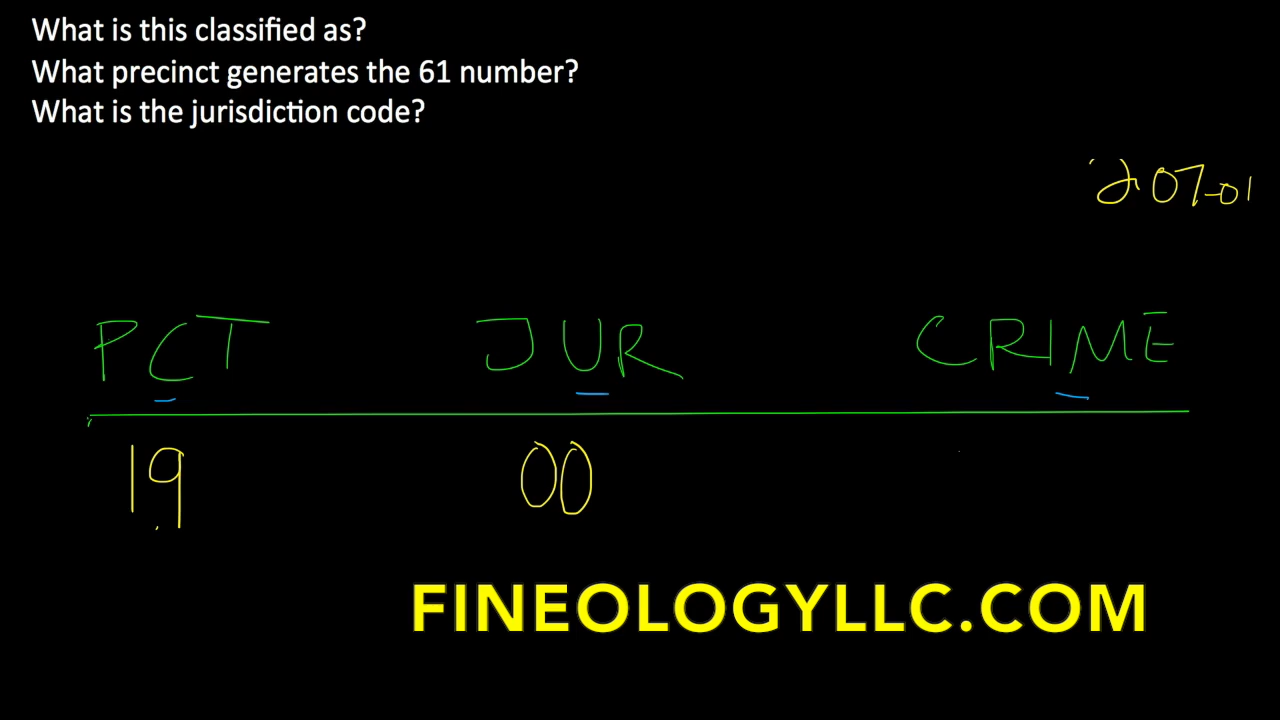 What is this classified as?
What precinct generates the 61 number?
What is the jurisdiction code?
207-01
PCT JUR CRIME
19 00
FINEOLOGYLLC.COM